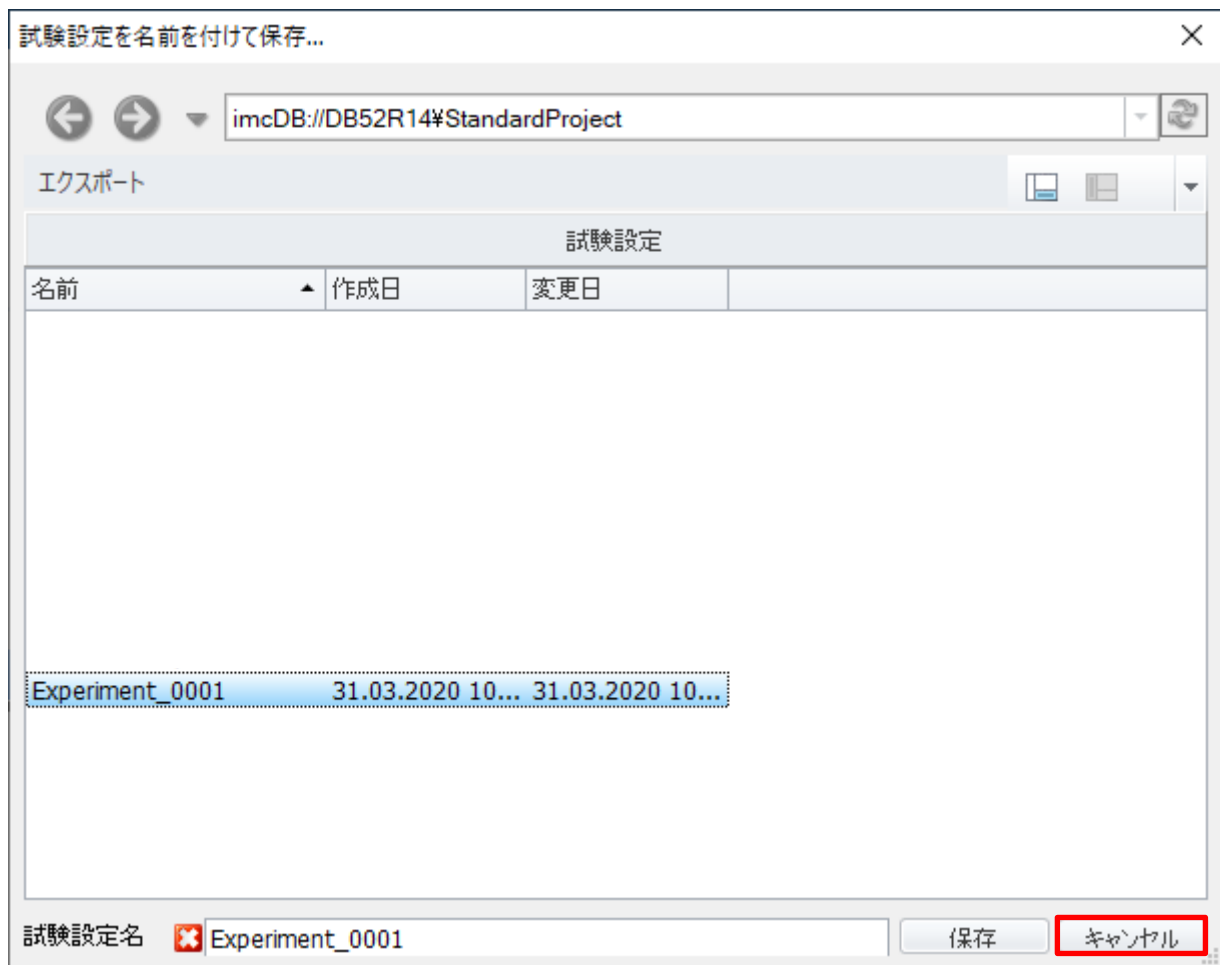 試験設定を名前を付けて保存...
imcDB://DB52R14¥StandardProject
エクスポート
試験設定
名前 作成日 変更日
Experiment_0001 31.03.2020 10... 31.03.2020 10...
試験設定名 Experiment_0001 保存 キャンセル